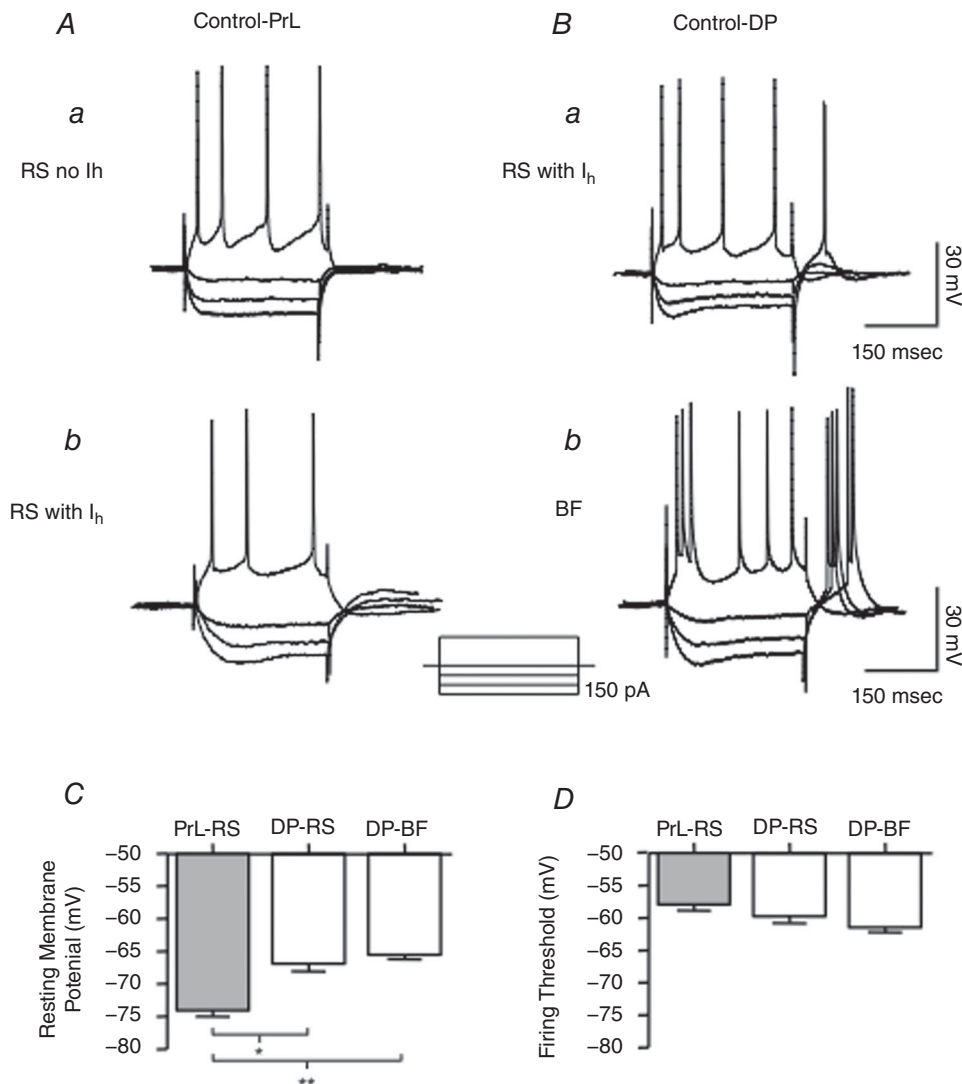 A
Control-PrL
B
Control-DP
a
RS no Ih
a
RS with Ih
30 mV
150 msec
b
RS with Ih
b
BF
30 mV
150 msec
150 pA
C
PrL-RS DP-RS DP-BF
Resting Membrane
Potenial (mV)
–50
–55
–60
–65
–70
–75
–80
*
**
D
PrL-RS DP-RS DP-BF
Firing Threshold (mV)
–50
–55
–60
–65
–70
–75
–80